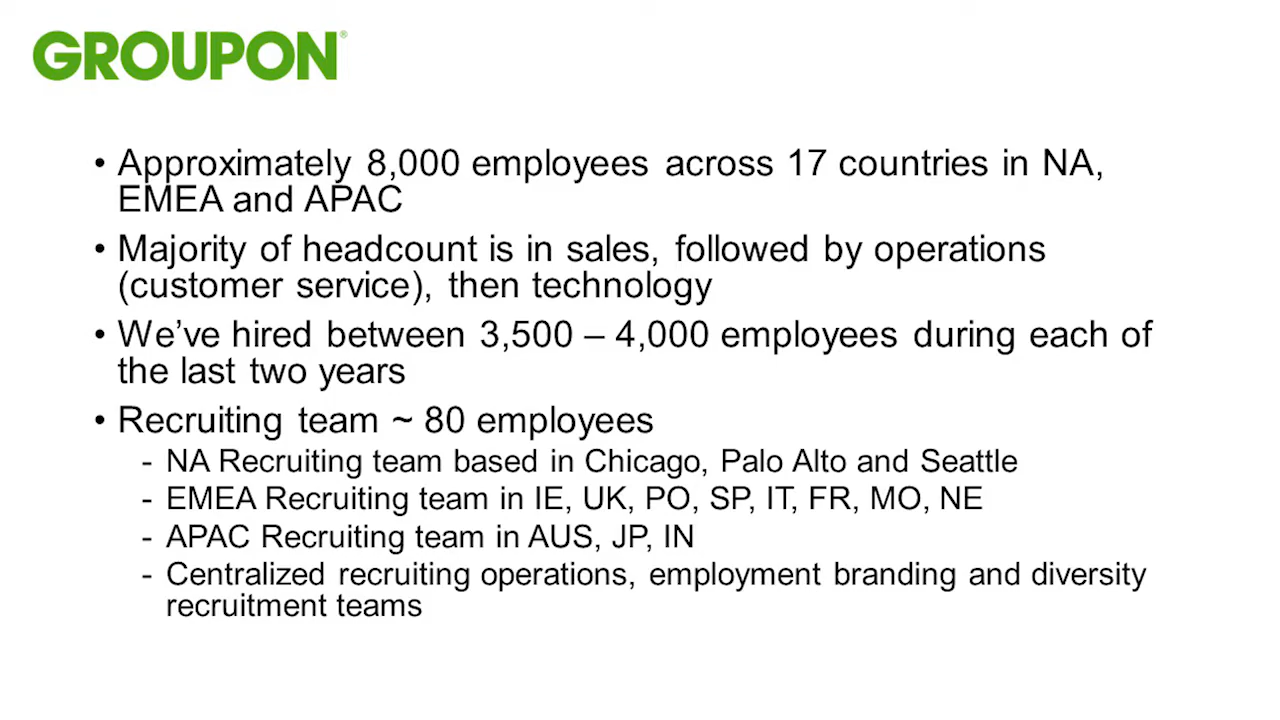 GROUPON®
• Approximately 8,000 employees across 17 countries in NA,
EMEA and APAC
• Majority of headcount is in sales, followed by operations
(customer service), then technology
• We’ve hired between 3,500 – 4,000 employees during each of
the last two years
• Recruiting team ~ 80 employees
- NA Recruiting team based in Chicago, Palo Alto and Seattle
- EMEA Recruiting team in IE, UK, PO, SP, IT, FR, MO, NE
- APAC Recruiting team in AUS, JP, IN
- Centralized recruiting operations, employment branding and diversity
recruitment teams